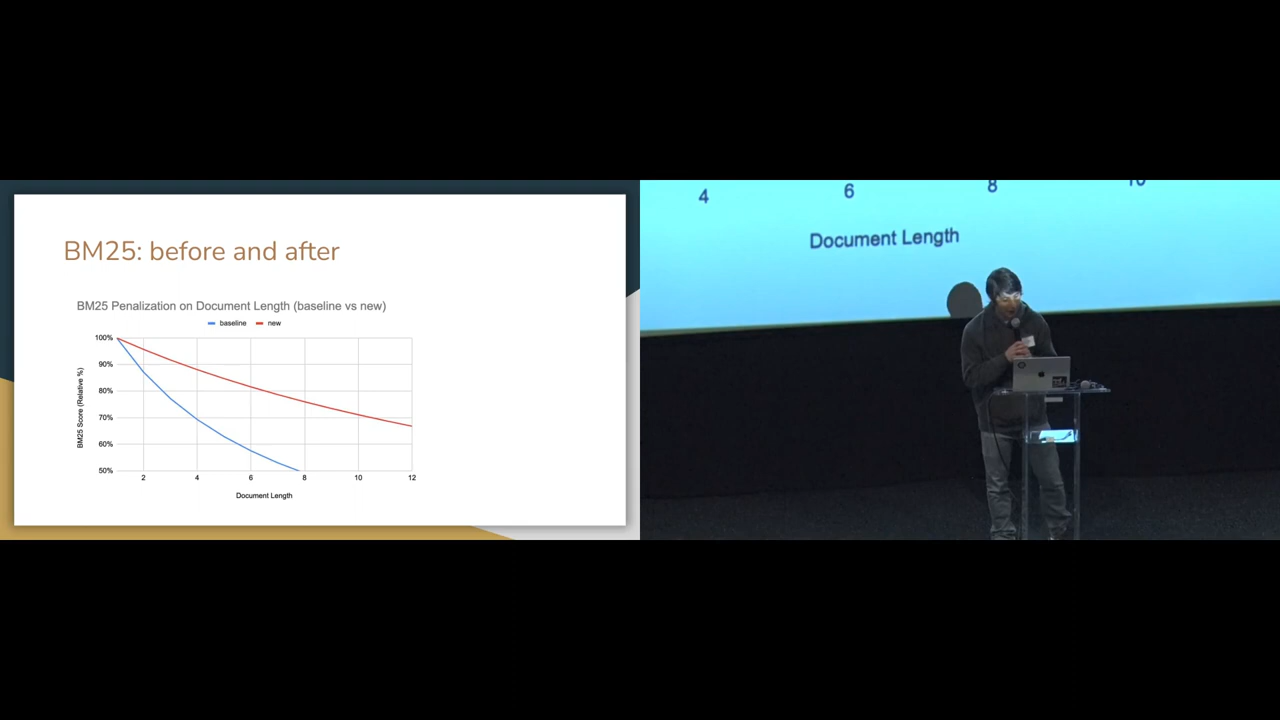 BM25: before and after
BM25 Penalization on Document Length (baseline vs new)
baseline new
100%
90%
80%
70%
60%
50%
BM25 Score (Relative %)
2 4 6 8 10 12
Document Length
4 6 8 10
Document Length